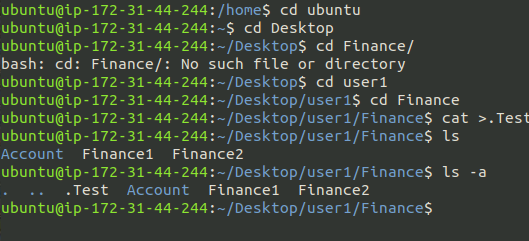 ubuntu@ip-172-31-44-244:/home$ cd ubuntu
ubuntu@ip-172-31-44-244:~$ cd Desktop
ubuntu@ip-172-31-44-244:~/Desktop$ cd Finance/
bash: cd: Finance/: No such file or directory
ubuntu@ip-172-31-44-244:~/Desktop$ cd user1
ubuntu@ip-172-31-44-244:~/Desktop/user1$ cd Finance
ubuntu@ip-172-31-44-244:~/Desktop/user1/Finance$ cat >.Test
ubuntu@ip-172-31-44-244:~/Desktop/user1/Finance$ ls
Account  Finance1  Finance2
ubuntu@ip-172-31-44-244:~/Desktop/user1/Finance$ ls -a
.  ..  .Test  Account  Finance1  Finance2
ubuntu@ip-172-31-44-244:~/Desktop/user1/Finance$